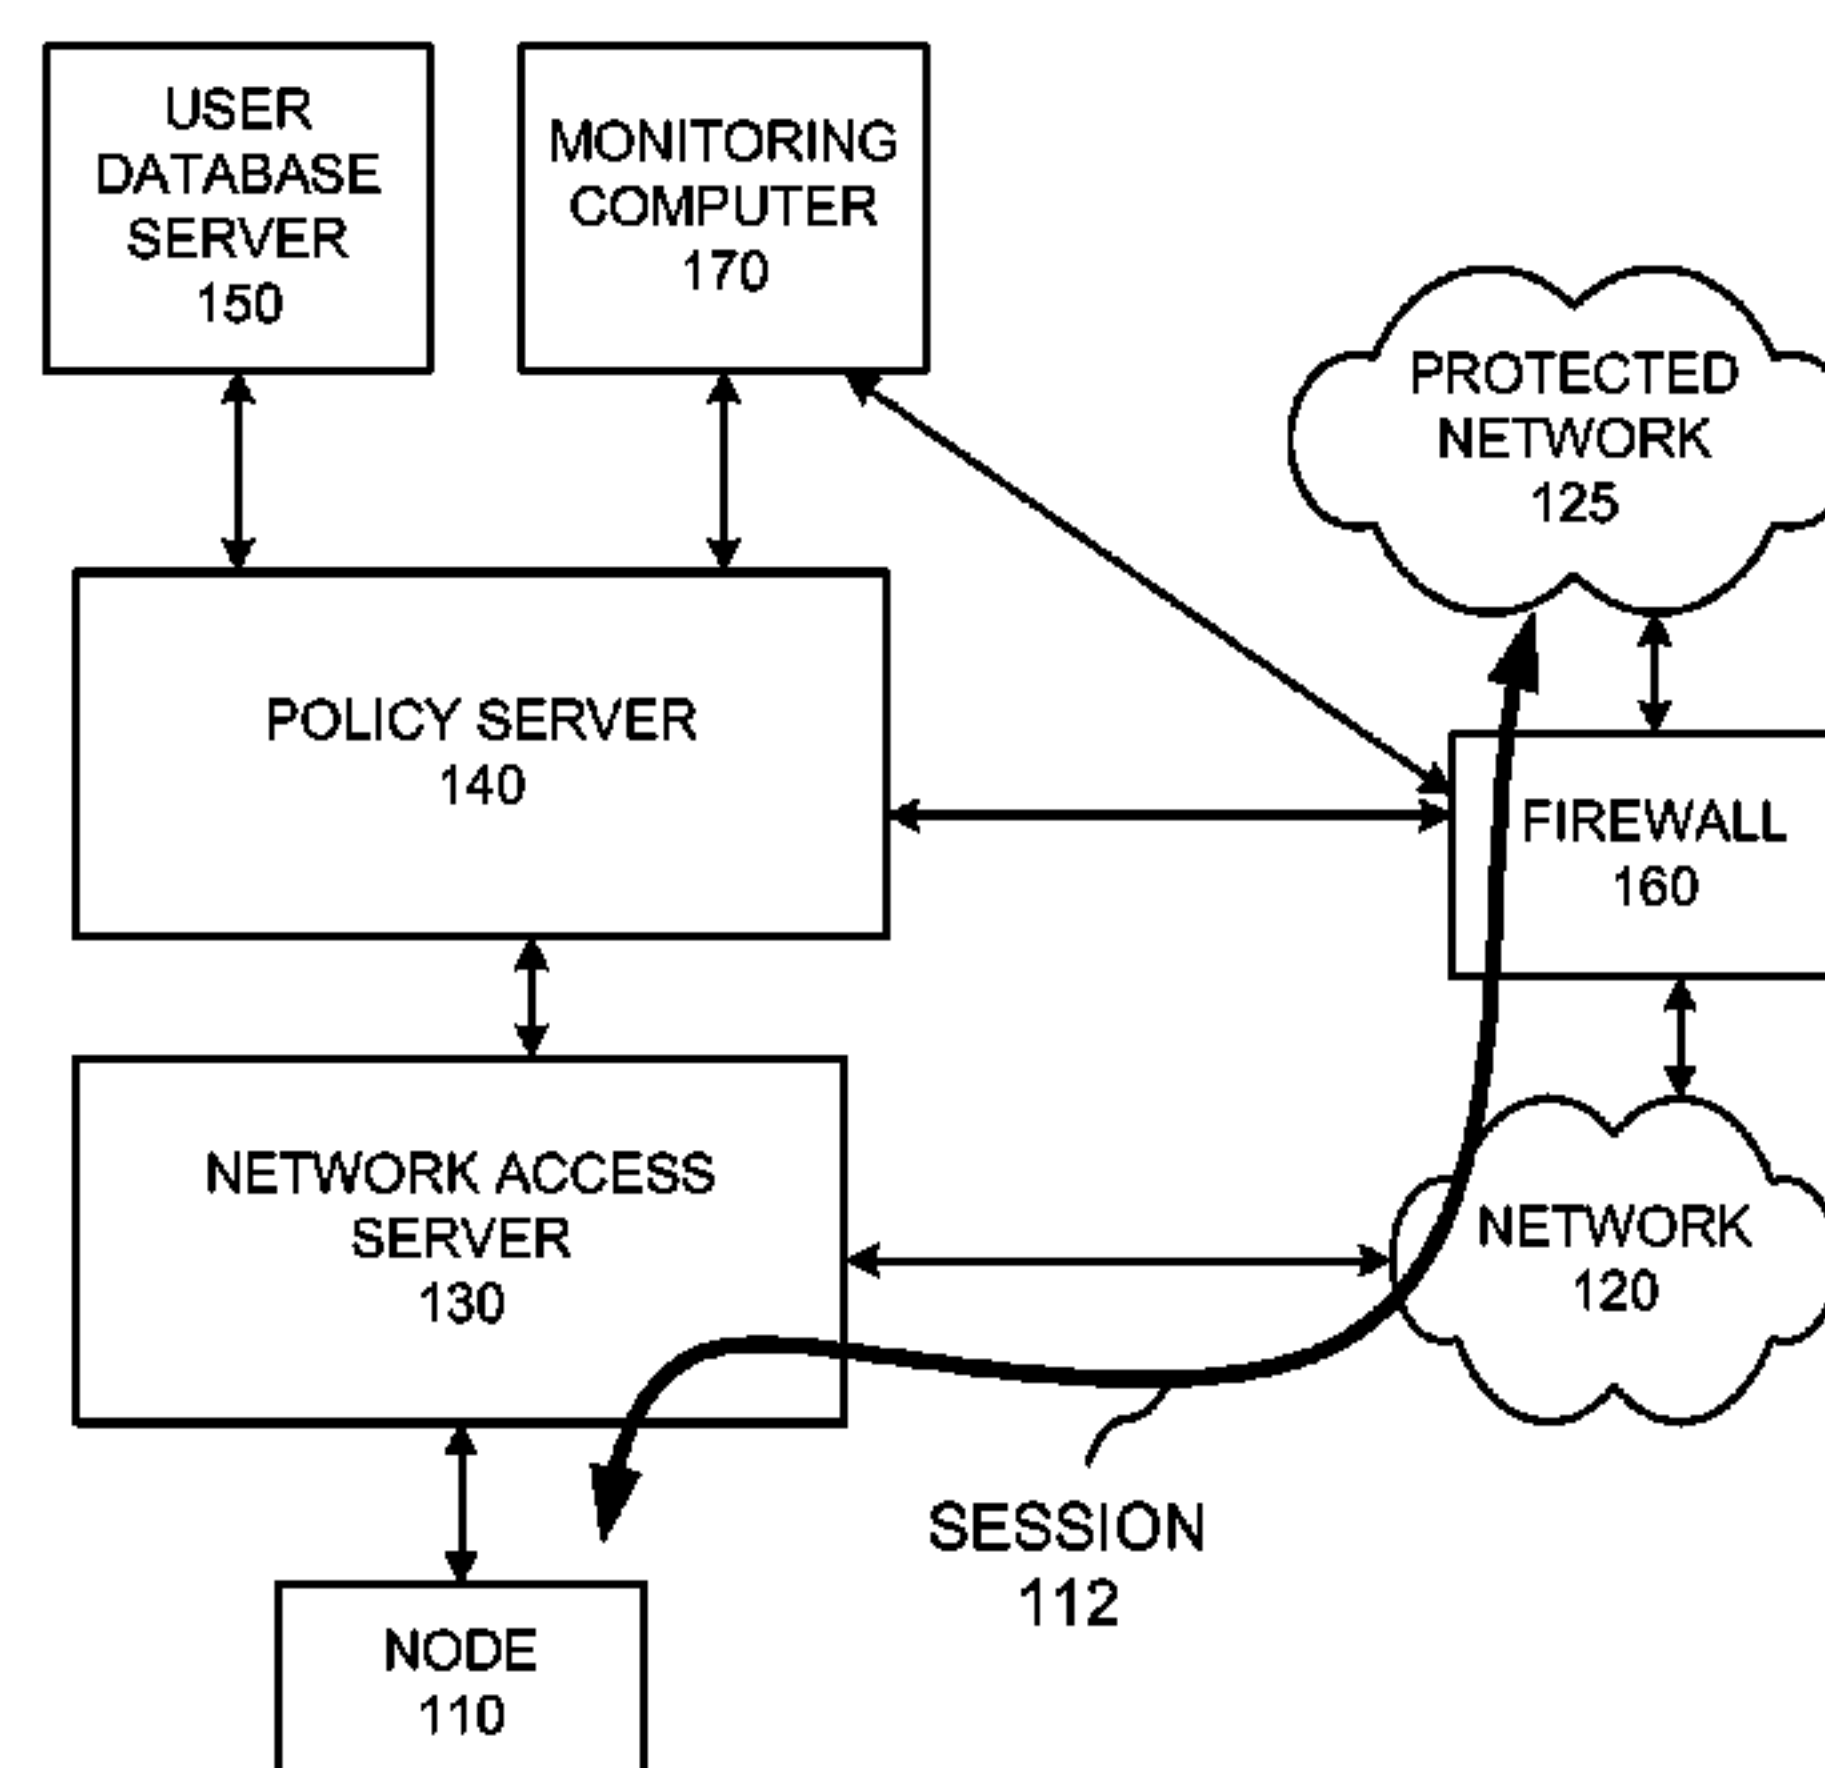 USER
DATABASE
SERVER
150
MONITORING
COMPUTER
170
PROTECTED
NETWORK
125
POLICY SERVER
140
FIREWALL
160
NETWORK ACCESS
SERVER
130
NETWORK
120
SESSION
112
NODE
110